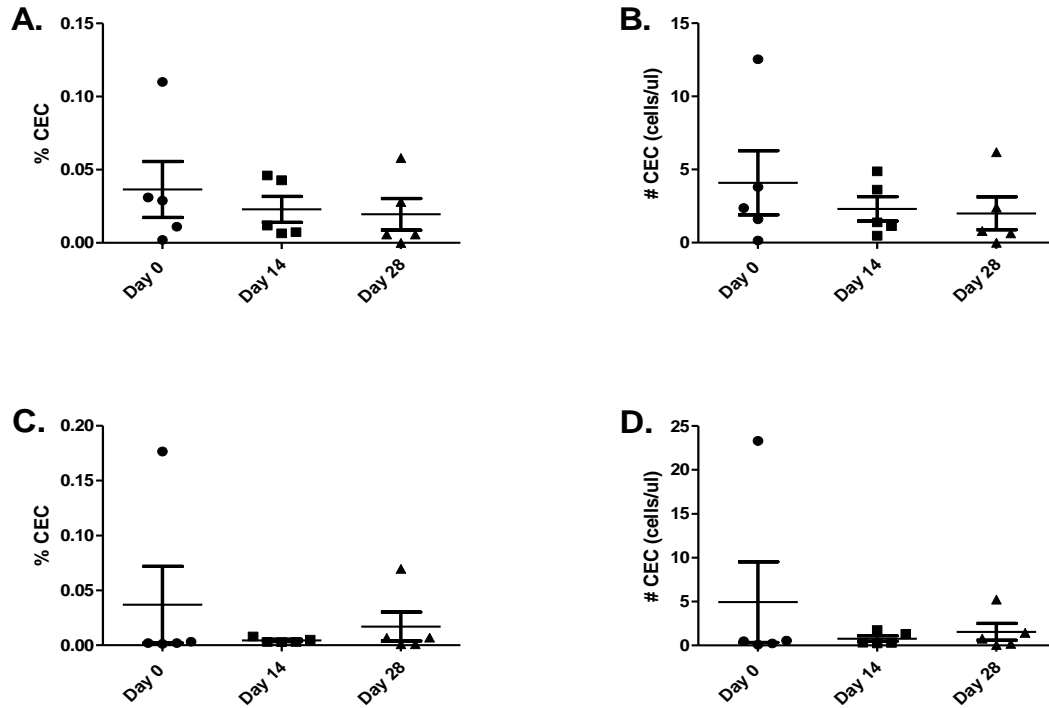 A.
% CEC
0.15
0.10
0.05
0.00
Day 0
Day 14
Day 28
B.
# CEC (cells/ul)
15
10
5
0
Day 0
Day 14
Day 28
C.
% CEC
0.20
0.15
0.10
0.05
0.00
Day 0
Day 14
Day 28
D.
# CEC (cells/ul)
25
20
15
10
5
0
Day 0
Day 14
Day 28